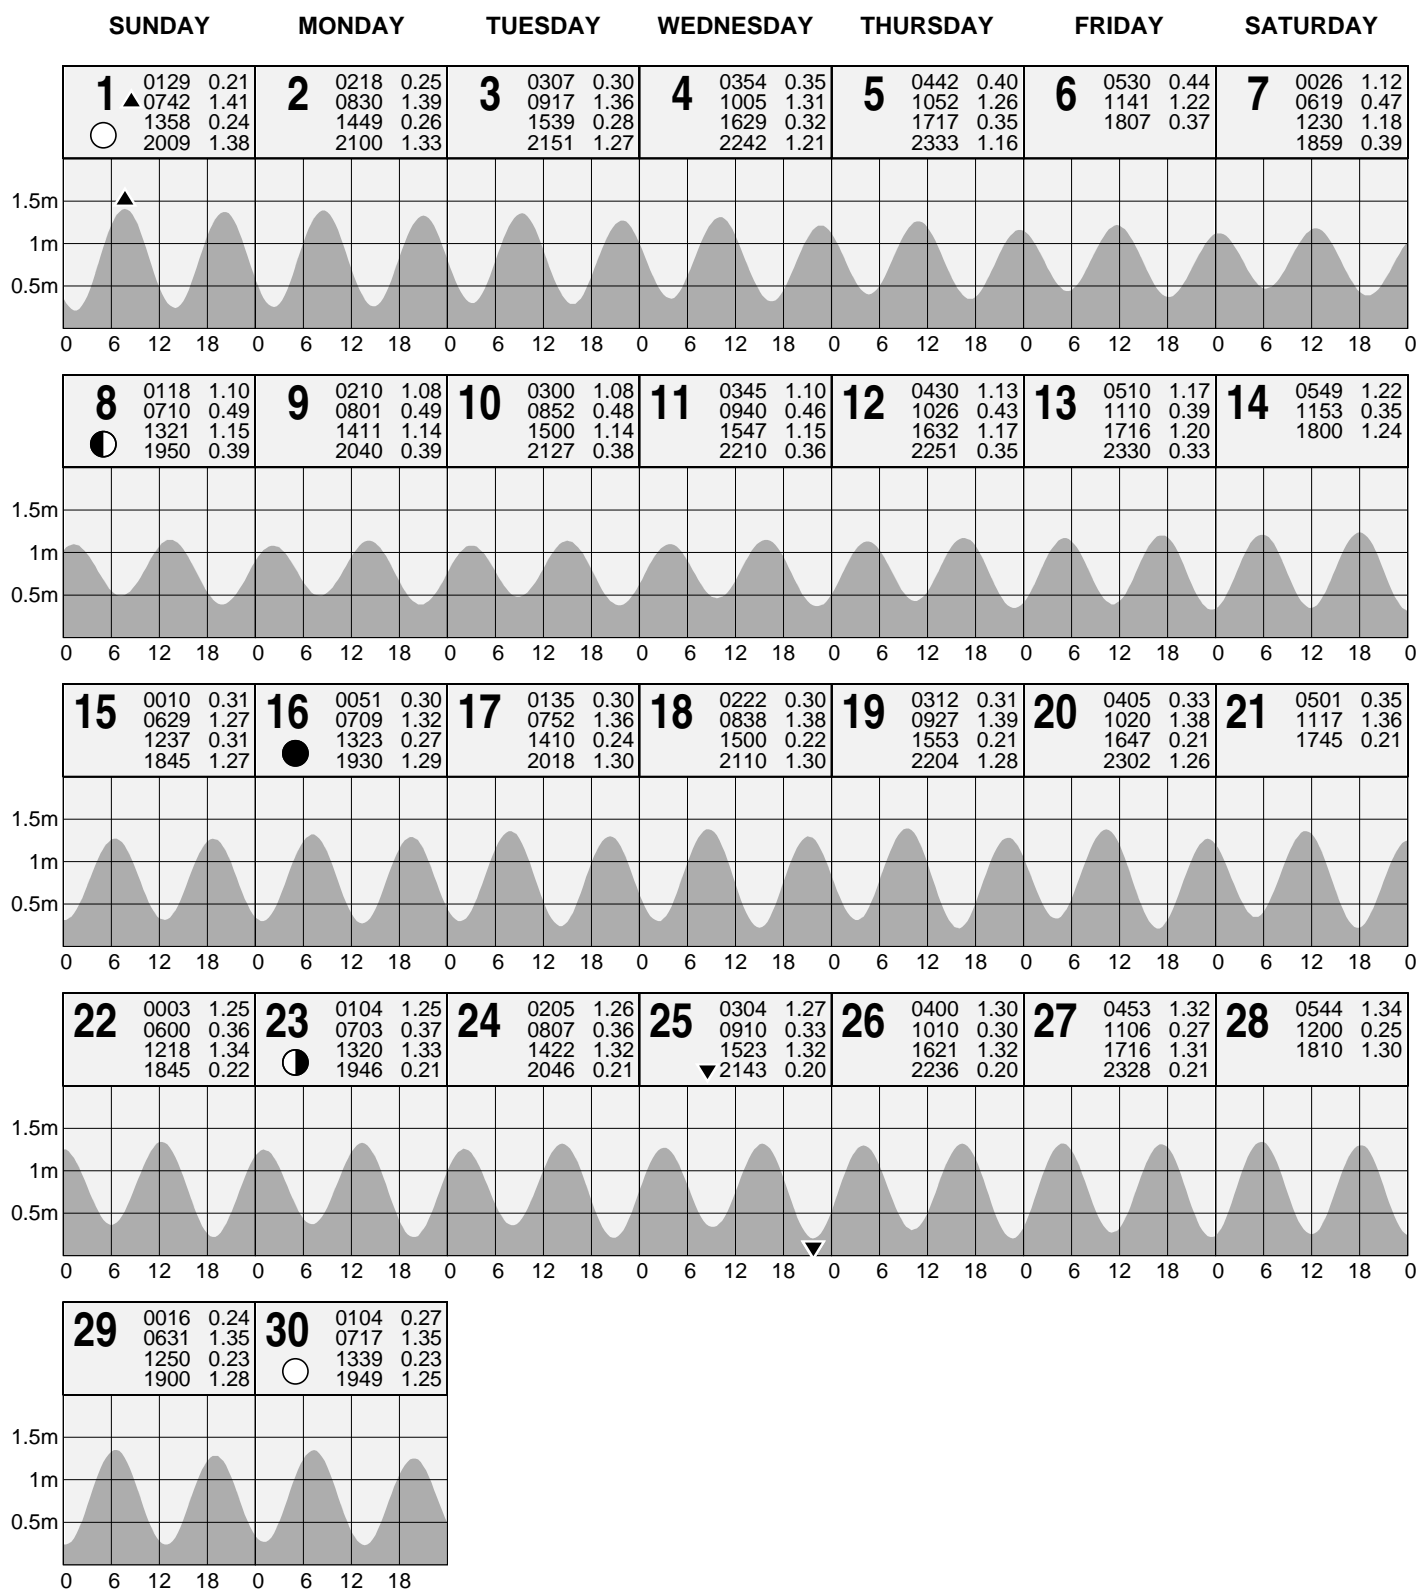 SUNDAY MONDAY TUESDAY WEDNESDAY THURSDAY FRIDAY SATURDAY
1 0129 0.21
0742 1.41
1358 0.24
2009 1.38
2 0218 0.25
0830 1.39
1449 0.26
2100 1.33
3 0307 0.30
0917 1.36
1539 0.28
2151 1.27
4 0354 0.35
1005 1.31
1629 0.32
2242 1.21
5 0442 0.40
1052 1.26
1717 0.35
2333 1.16
6 0530 0.44
1141 1.22
1807 0.37
7 0026 1.12
0619 0.47
1230 1.18
1859 0.39
1.5m
1m
0.5m
0 6 12 18 0 6 12 18 0 6 12 18 0 6 12 18 0 6 12 18 0 6 12 18 0 6 12 18 0
8 0118 1.10
0710 0.49
1321 1.15
1950 0.39
9 0210 1.08
0801 0.49
1411 1.14
2040 0.39
10 0300 1.08
0852 0.48
1500 1.14
2127 0.38
11 0345 1.10
0940 0.46
1547 1.15
2210 0.36
12 0430 1.13
1026 0.43
1632 1.17
2251 0.35
13 0510 1.17
1110 0.39
1716 1.20
2330 0.33
14 0549 1.22
1153 0.35
1800 1.24
1.5m
1m
0.5m
0 6 12 18 0 6 12 18 0 6 12 18 0 6 12 18 0 6 12 18 0 6 12 18 0 6 12 18 0
15 0010 0.31
0629 1.27
1237 0.31
1845 1.27
16 0051 0.30
0709 1.32
1323 0.27
1930 1.29
17 0135 0.30
0752 1.36
1410 0.24
2018 1.30
18 0222 0.30
0838 1.38
1500 0.22
2110 1.30
19 0312 0.31
0927 1.39
1553 0.21
2204 1.28
20 0405 0.33
1020 1.38
1647 0.21
2302 1.26
21 0501 0.35
1117 1.36
1745 0.21
1.5m
1m
0.5m
0 6 12 18 0 6 12 18 0 6 12 18 0 6 12 18 0 6 12 18 0 6 12 18 0 6 12 18 0
22 0003 1.25
0600 0.36
1218 1.34
1845 0.22
23 0104 1.25
0703 0.37
1320 1.33
1946 0.21
24 0205 1.26
0807 0.36
1422 1.32
2046 0.21
25 0304 1.27
0910 0.33
1523 1.32
2143 0.20
26 0400 1.30
1010 0.30
1621 1.32
2236 0.20
27 0453 1.32
1106 0.27
1716 1.31
2328 0.21
28 0544 1.34
1200 0.25
1810 1.30
1.5m
1m
0.5m
0 6 12 18 0 6 12 18 0 6 12 18 0 6 12 18 0 6 12 18 0 6 12 18 0 6 12 18 0
29 0016 0.24
0631 1.35
1250 0.23
1900 1.28
30 0104 0.27
0717 1.35
1339 0.23
1949 1.25
1.5m
1m
0.5m
0 6 12 18 0 6 12 18